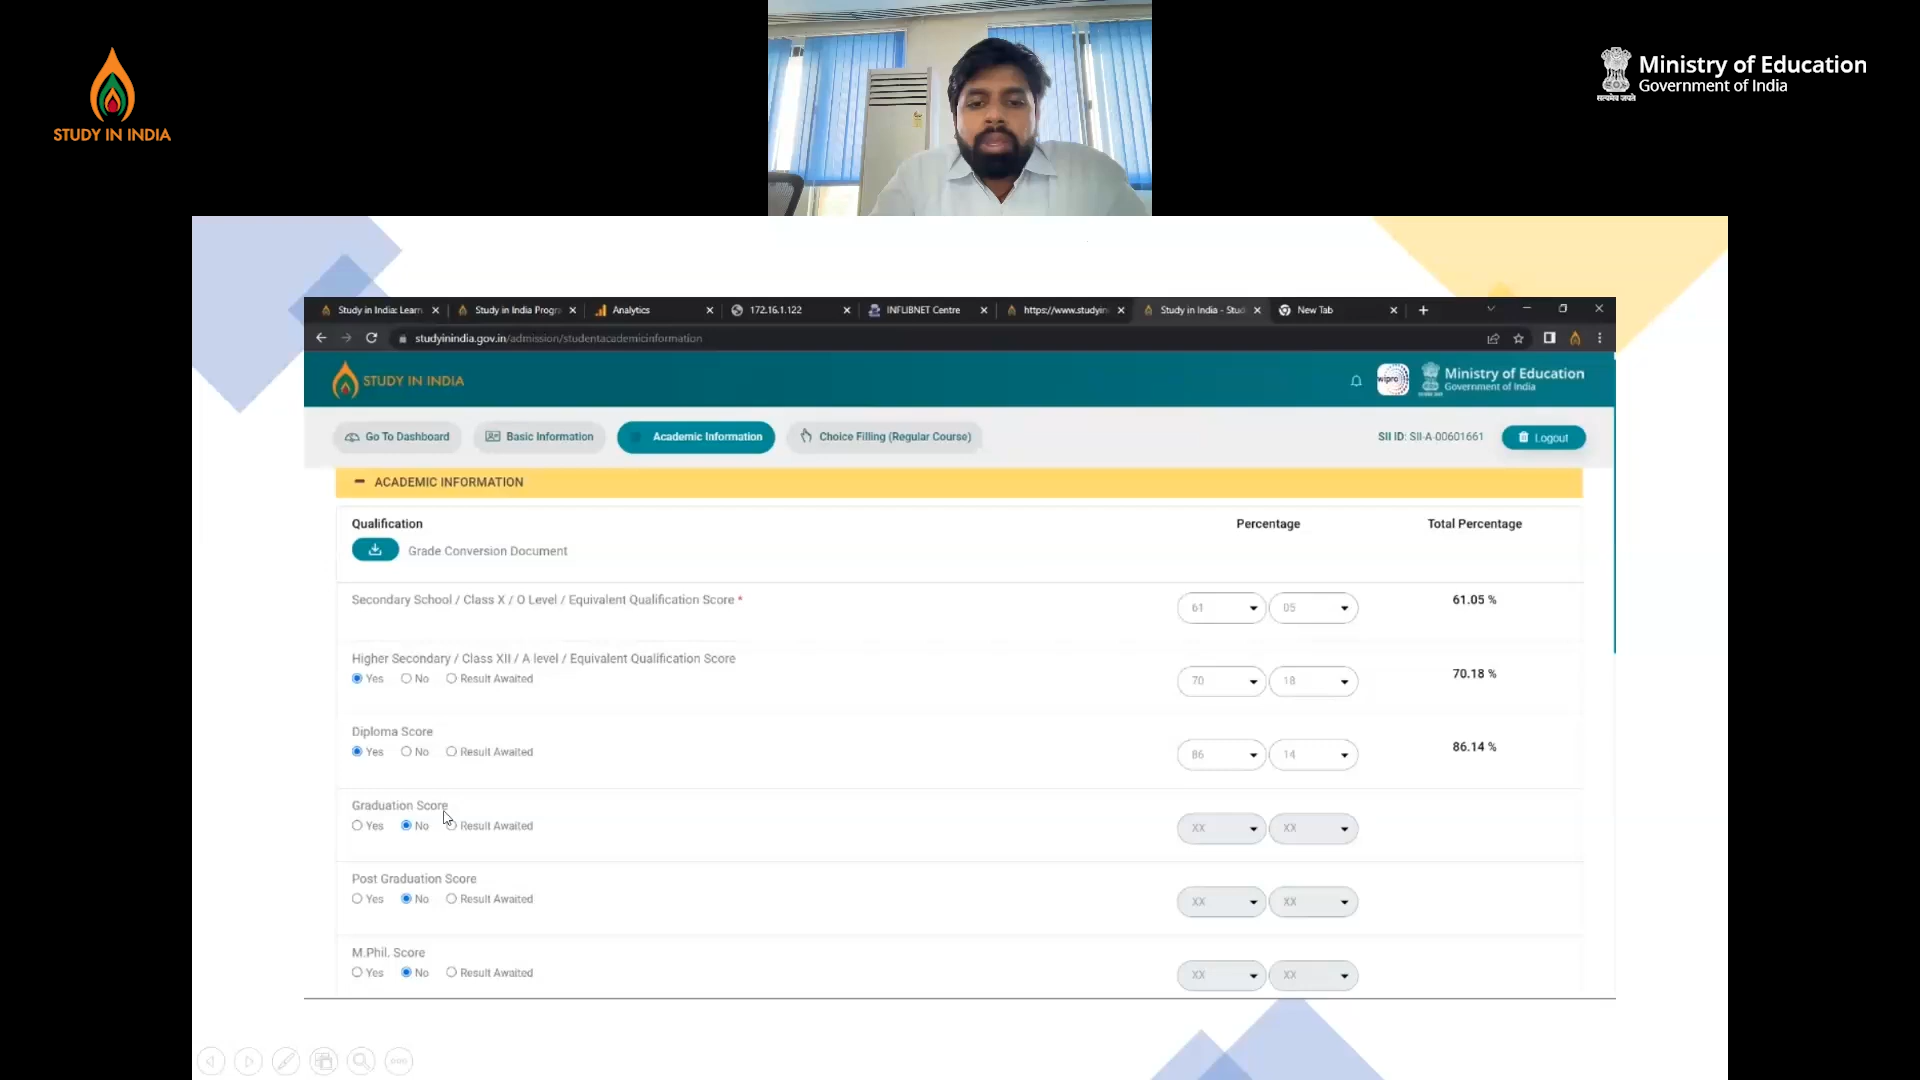 STUDY IN INDIA
Ministry of Education
Government of India
सत्यमेव जयते
Study in India: Learn
Study in India Progr
Analytics
172.16.1.122
INFLIBNET Centre
https://www.studyin
Study in India - Stud
New Tab
studyinindia.gov.in/admission/studentacademicinformation
STUDY IN INDIA
wipro
Ministry of Education
Government of India
Go To Dashboard
Basic Information
Academic Information
Choice Filling (Regular Course)
SII ID: SII-A-00601661
Logout
ACADEMIC INFORMATION
Qualification Percentage Total Percentage
Grade Conversion Document
Secondary School / Class X / O Level / Equivalent Qualification Score * 61 05 61.05 %
Higher Secondary / Class XII / A level / Equivalent Qualification Score
Yes No Result Awaited 70 18 70.18 %
Diploma Score
Yes No Result Awaited 86 14 86.14 %
Graduation Score
Yes No Result Awaited XX XX
Post Graduation Score
Yes No Result Awaited XX XX
M.Phil. Score
Yes No Result Awaited XX XX